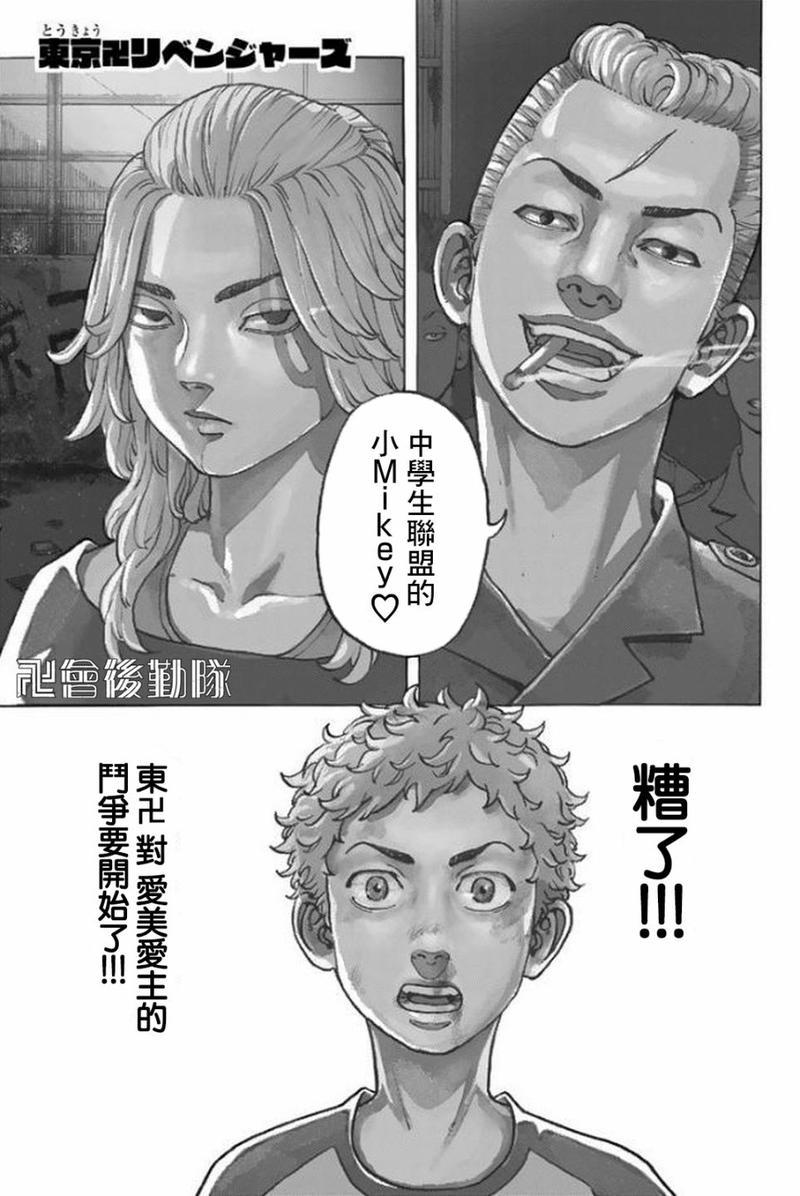 とうきょう
東京卍リベンジャーズ
中學生聯盟的
小Mikey♡
卍會後勤隊
糟了!!!
東卍 對 愛美愛主的
鬥爭要開始了!!!